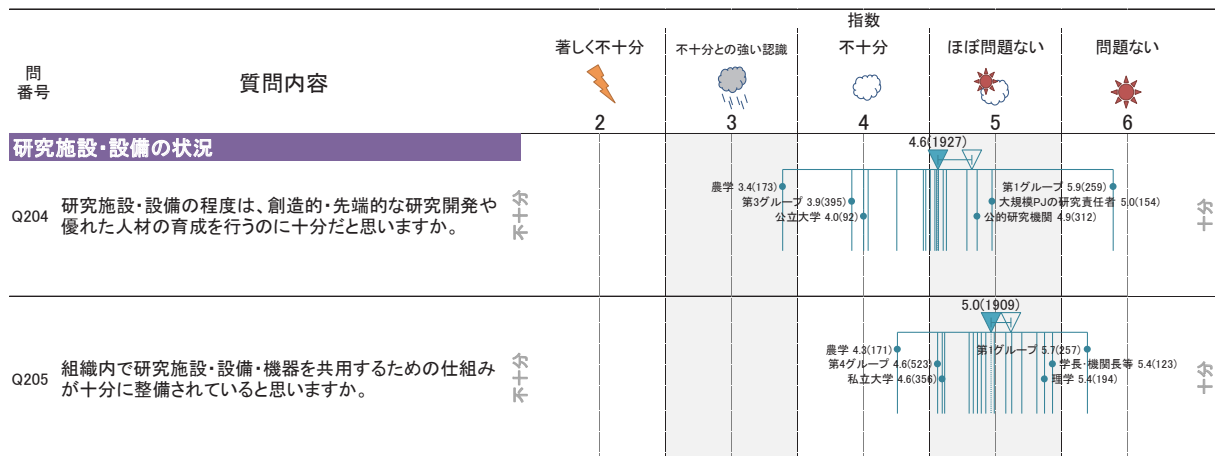 指数
著しく不十分
不十分との強い認識
不十分
ほぼ問題ない
問題ない
問
番号
質問内容
2
3
4
5
6
研究施設・設備の状況
4.6(1927)
Q204
研究施設・設備の程度は、創造的・先端的な研究開発や
優れた人材の育成を行うのに十分だと思いますか。
不十分
農学 3.4(173)
第3グループ 3.9(395)
公立大学 4.0(92)
第1グループ 5.9(259)
大規模PJの研究責任者 5.0(154)
公的研究機関 4.9(312)
十分
5.0(1909)
Q205
組織内で研究施設・設備・機器を共用するための仕組み
が十分に整備されていると思いますか。
不十分
農学 4.3(171)
第4グループ 4.6(523)
私立大学 4.6(356)
第1グループ 5.7(257)
学長・機関長等 5.4(123)
理学 5.4(194)
十分